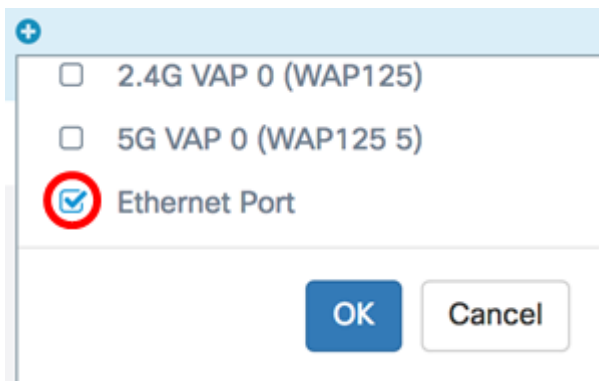 2.4G VAP 0 (WAP125)
5G VAP 0 (WAP125 5)
Ethernet Port
OK Cancel